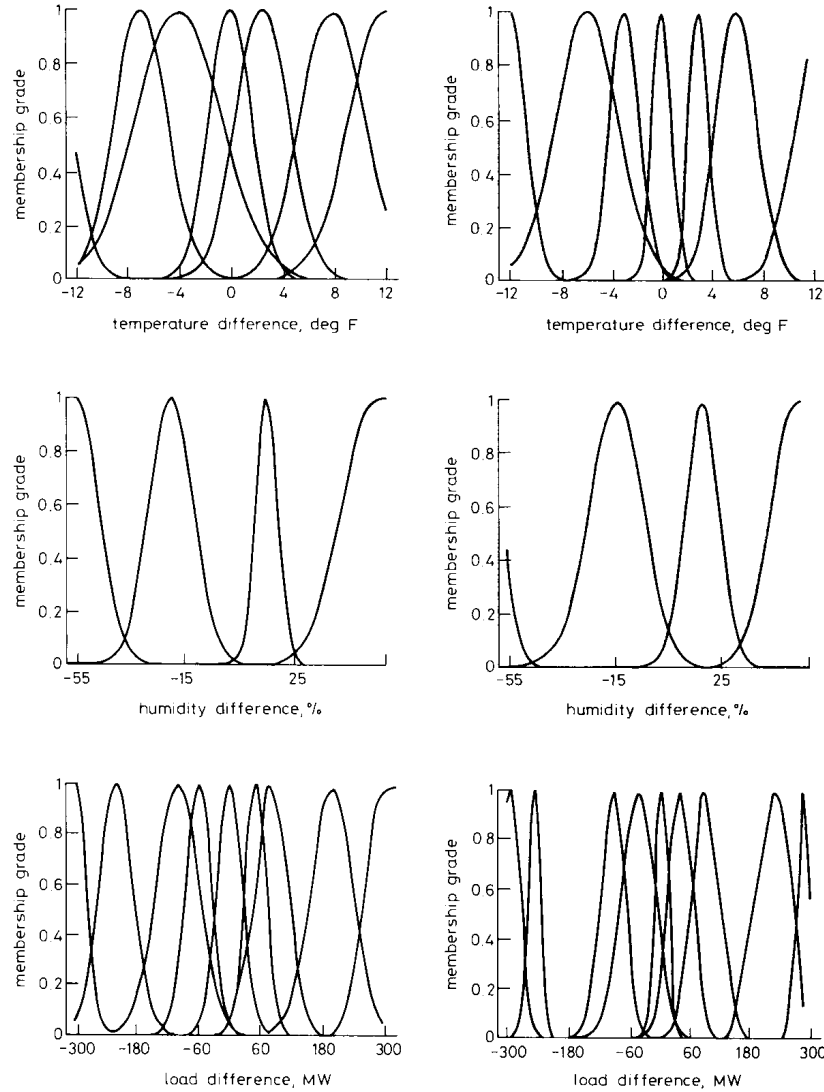 1
0.8
0.6
0.4
0.2
0
membership grade
-12 -8 -4 0 4 8 12
temperature difference, deg F
1
0.8
0.6
0.4
0.2
0
membership grade
-12 -8 -4 0 4 8 12
temperature difference, deg F
1
0.8
0.6
0.4
0.2
0
membership grade
-55 -15 25
humidity difference, %
1
0.8
0.6
0.4
0.2
0
membership grade
-55 -15 25
humidity difference, %
1
0.8
0.6
0.4
0.2
0
membership grade
-300 -180 -60 60 180 300
load difference, MW
1
0.8
0.6
0.4
0.2
0
membership grade
-300 -180 -60 60 180 300
load difference, MW